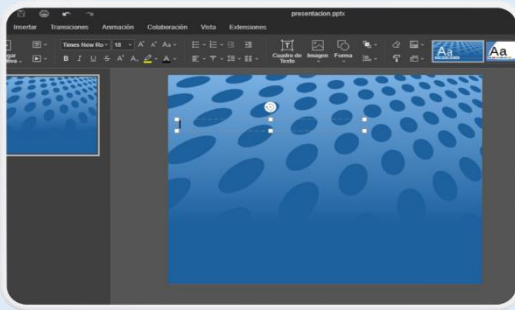 presentacion.pptx
Insertar Transiciones Animación Colaboración Vista Extensiones
Times New Ro 18 A A Aa
B I U S A A A
Cuadro de Texto Imagen Forma
Aa Aa